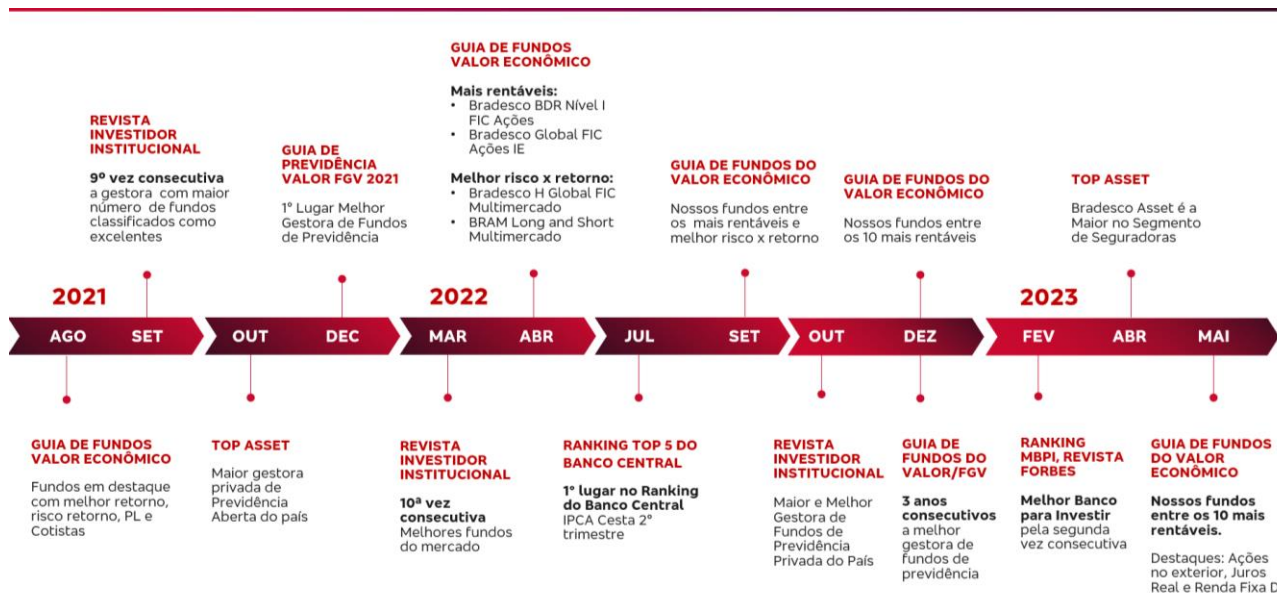 REVISTA
INVESTIDOR
INSTITUCIONAL
9º vez consecutiva
a gestora com maior
número de fundos
classificados como
excelentes
GUIA DE
PREVIDÊNCIA
VALOR FGV 2021
1º Lugar Melhor
Gestora de Fundos
de Previdência
GUIA DE FUNDOS
VALOR ECONÔMICO
Mais rentáveis:
• Bradesco BDR Nível I
FIC Ações
• Bradesco Global FIC
Ações IE
Melhor risco x retorno:
• Bradesco H Global FIC
Multimercado
• BRAM Long and Short
Multimercado
GUIA DE FUNDOS DO
VALOR ECONÔMICO
Nossos fundos entre
os mais rentáveis e
melhor risco x retorno
GUIA DE FUNDOS DO
VALOR ECONÔMICO
Nossos fundos entre
os 10 mais rentáveis
TOP ASSET
Bradesco Asset é a
Maior no Segmento
de Seguradoras
2021
2022
2023
AGO SET OUT DEC MAR ABR JUL SET OUT DEZ FEV ABR MAI
GUIA DE FUNDOS
VALOR ECONÔMICO
Fundos em destaque
com melhor retorno,
risco retorno, PL e
Cotistas
TOP ASSET
Maior gestora
privada de
Previdência
Aberta do país
REVISTA
INVESTIDOR
INSTITUCIONAL
10ª vez
consecutiva
Melhores fundos
do mercado
RANKING TOP 5 DO
BANCO CENTRAL
1º lugar no Ranking
do Banco Central
IPCA Cesta 2°
trimestre
REVISTA
INVESTIDOR
INSTITUCIONAL
Maior e Melhor
Gestora de
Fundos de
Previdência
Privada do País
GUIA DE
FUNDOS DO
VALOR/FGV
3 anos
consecutivos
a melhor
gestora de
fundos de
previdência
RANKING
MBPI, REVISTA
FORBES
Melhor Banco
para Investir
pela segunda
vez consecutiva
GUIA DE FUNDOS
DO VALOR
ECONÔMICO
Nossos fundos
entre os 10 mais
rentáveis.
Destaques: Ações
no exterior, Juros
Real e Renda Fixa D